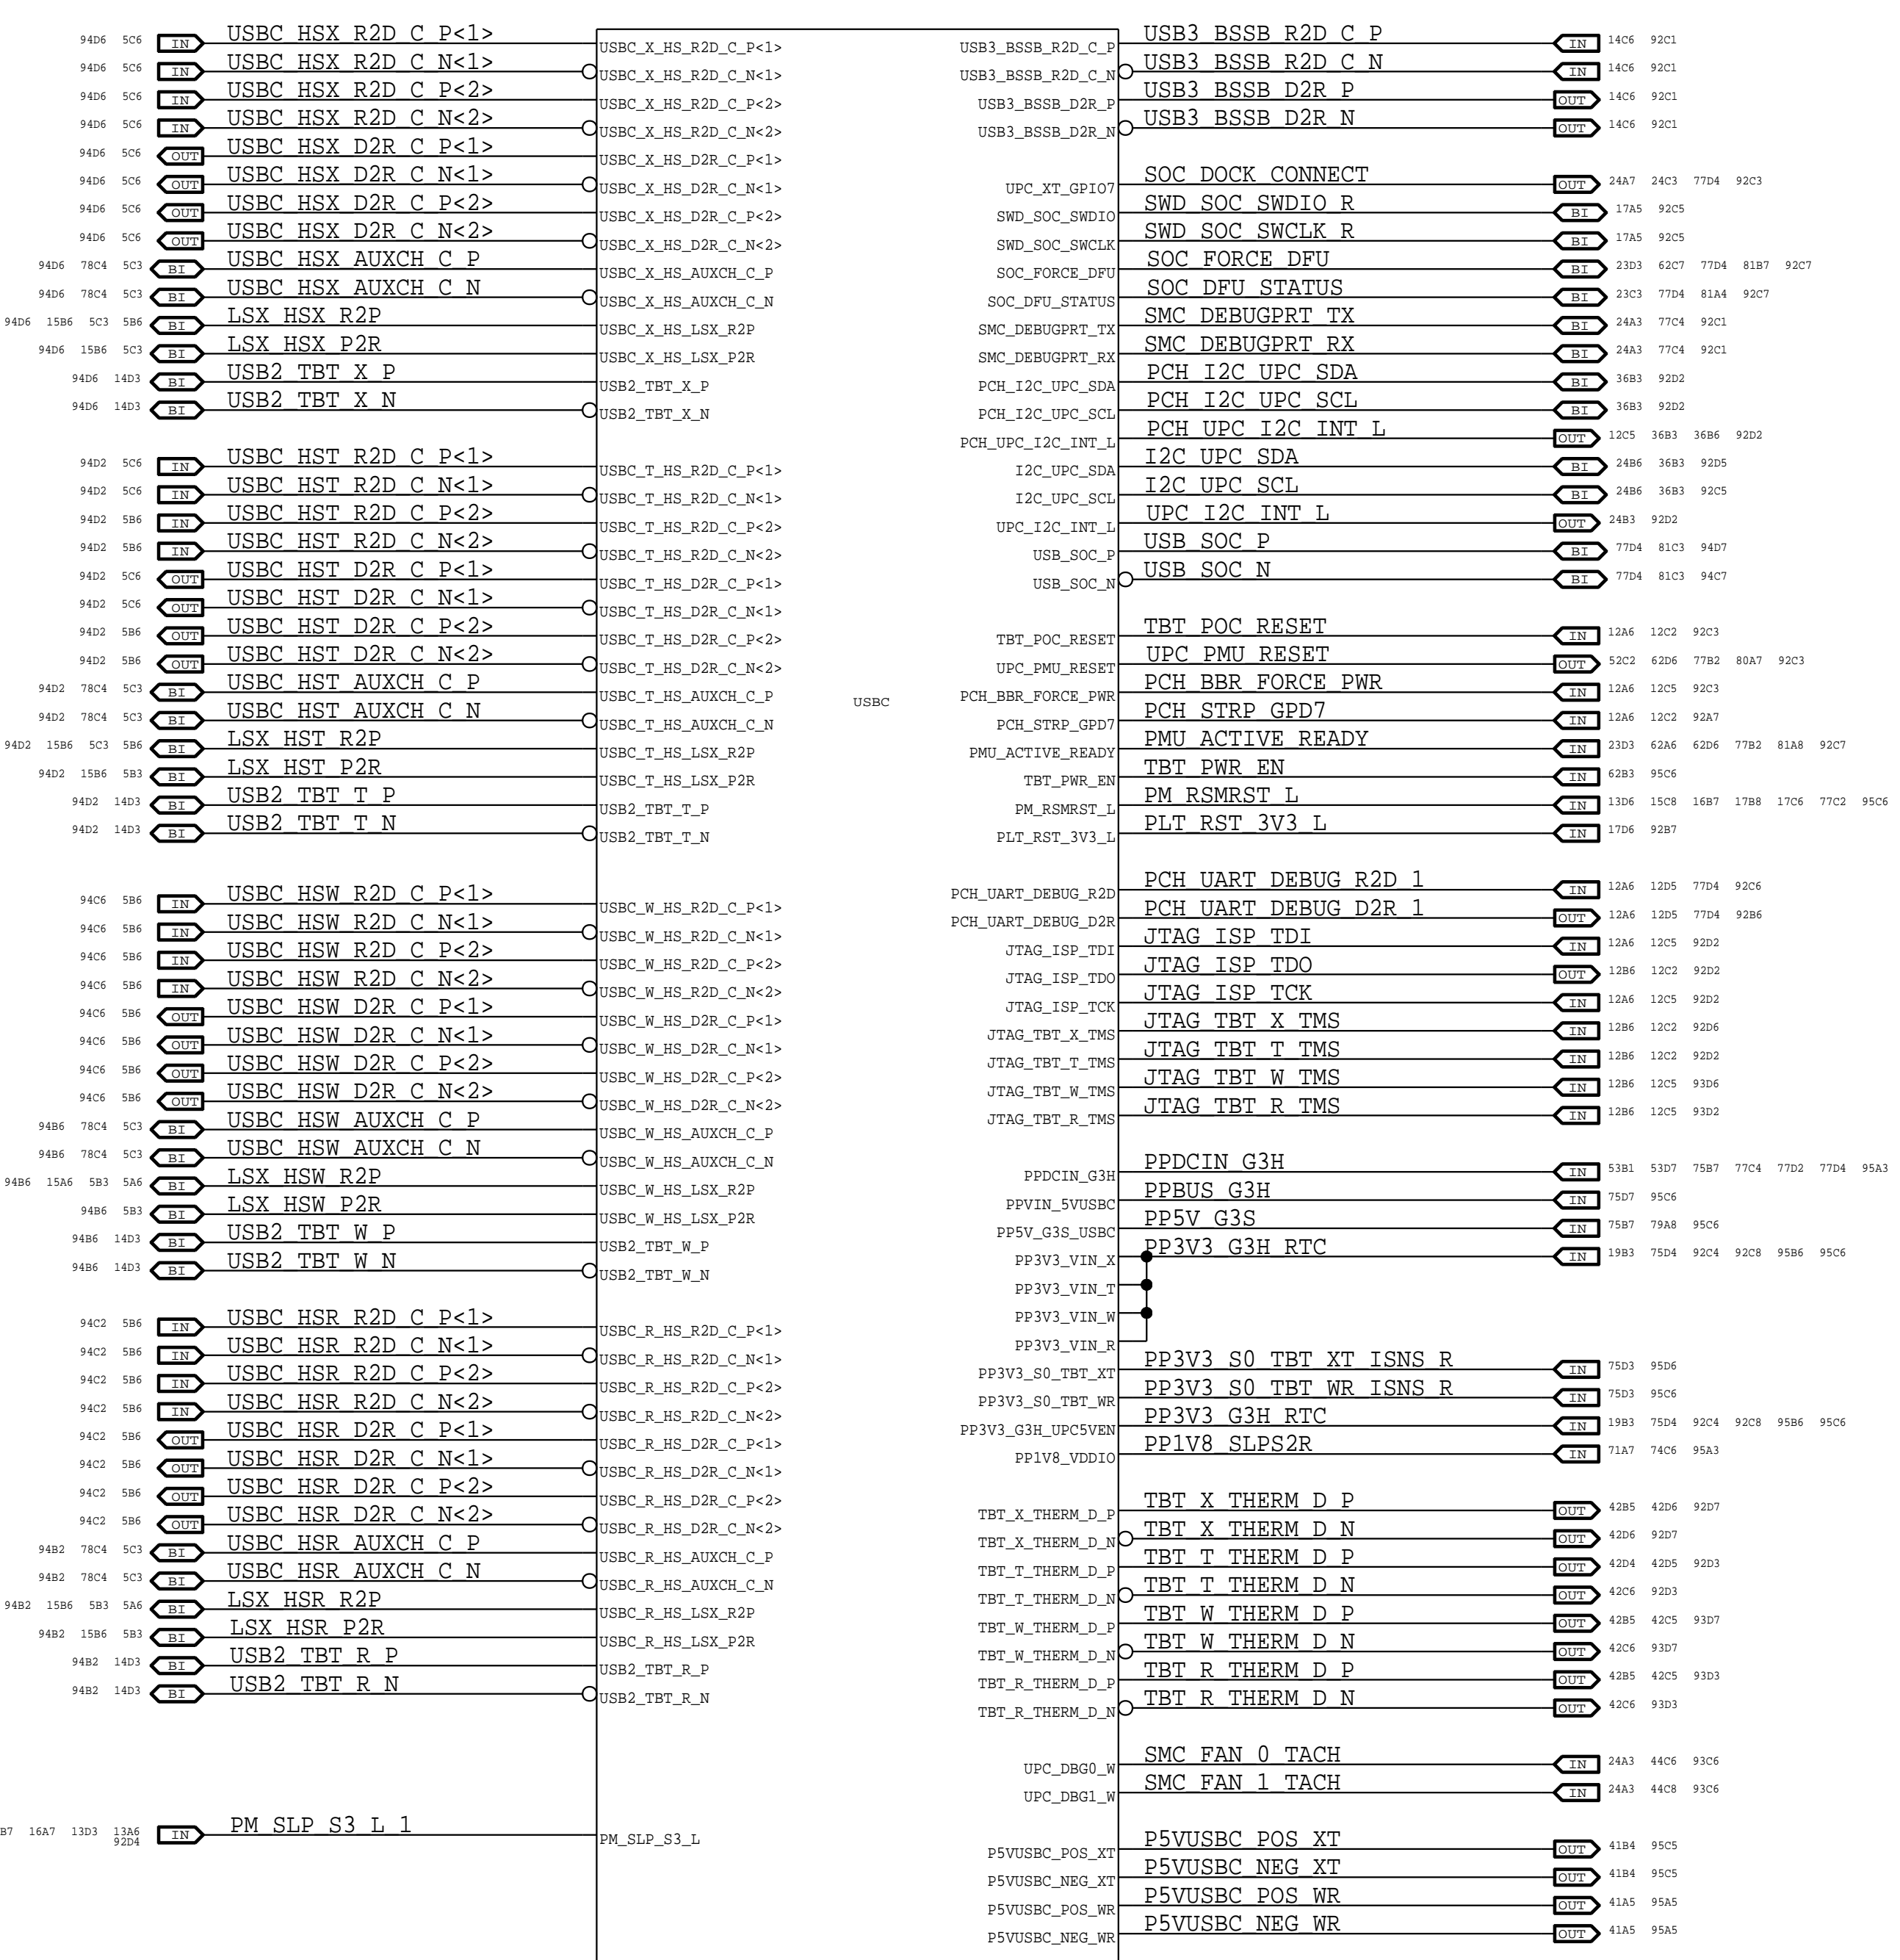 94D6 5C6 IN USBC_HSX_R2D_C_P<1> USBC_X_HS_R2D_C_P<1>
94D6 5C6 IN USBC_HSX_R2D_C_N<1> USBC_X_HS_R2D_C_N<1>
94D6 5C6 IN USBC_HSX_R2D_C_P<2> USBC_X_HS_R2D_C_P<2>
94D6 5C6 IN USBC_HSX_R2D_C_N<2> USBC_X_HS_R2D_C_N<2>
94D6 5C6 OUT USBC_HSX_D2R_C_P<1> USBC_X_HS_D2R_C_P<1>
94D6 5C6 OUT USBC_HSX_D2R_C_N<1> USBC_X_HS_D2R_C_N<1>
94D6 5C6 OUT USBC_HSX_D2R_C_P<2> USBC_X_HS_D2R_C_P<2>
94D6 5C6 OUT USBC_HSX_D2R_C_N<2> USBC_X_HS_D2R_C_N<2>
94D6 78C4 5C3 BI USBC_HSX_AUXCH_C_P USBC_X_HS_AUXCH_C_P
94D6 78C4 5C3 BI USBC_HSX_AUXCH_C_N USBC_X_HS_AUXCH_C_N
94D6 15B6 5C3 5B6 BI LSX_HSX_R2P USBC_X_HS_LSX_R2P
94D6 15B6 5C3 BI LSX_HSX_P2R USBC_X_HS_LSX_P2R
94D6 14D3 BI USB2_TBT_X_P USB2_TBT_X_P
94D6 14D3 BI USB2_TBT_X_N USB2_TBT_X_N
94D2 5C6 IN USBC_HST_R2D_C_P<1> USBC_T_HS_R2D_C_P<1>
94D2 5C6 IN USBC_HST_R2D_C_N<1> USBC_T_HS_R2D_C_N<1>
94D2 5B6 IN USBC_HST_R2D_C_P<2> USBC_T_HS_R2D_C_P<2>
94D2 5B6 IN USBC_HST_R2D_C_N<2> USBC_T_HS_R2D_C_N<2>
94D2 5C6 OUT USBC_HST_D2R_C_P<1> USBC_T_HS_D2R_C_P<1>
94D2 5C6 OUT USBC_HST_D2R_C_N<1> USBC_T_HS_D2R_C_N<1>
94D2 5B6 OUT USBC_HST_D2R_C_P<2> USBC_T_HS_D2R_C_P<2>
94D2 5B6 OUT USBC_HST_D2R_C_N<2> USBC_T_HS_D2R_C_N<2>
94D2 78C4 5C3 BI USBC_HST_AUXCH_C_P USBC_T_HS_AUXCH_C_P
94D2 78C4 5C3 BI USBC_HST_AUXCH_C_N USBC_T_HS_AUXCH_C_N
94D2 15B6 5C3 5B6 BI LSX_HST_R2P USBC_T_HS_LSX_R2P
94D2 15B6 5B3 BI LSX_HST_P2R USBC_T_HS_LSX_P2R
94D2 14D3 BI USB2_TBT_T_P USB2_TBT_T_P
94D2 14D3 BI USB2_TBT_T_N USB2_TBT_T_N
94C6 5B6 IN USBC_HSW_R2D_C_P<1> USBC_W_HS_R2D_C_P<1>
94C6 5B6 IN USBC_HSW_R2D_C_N<1> USBC_W_HS_R2D_C_N<1>
94C6 5B6 IN USBC_HSW_R2D_C_P<2> USBC_W_HS_R2D_C_P<2>
94C6 5B6 IN USBC_HSW_R2D_C_N<2> USBC_W_HS_R2D_C_N<2>
94C6 5B6 OUT USBC_HSW_D2R_C_P<1> USBC_W_HS_D2R_C_P<1>
94C6 5B6 OUT USBC_HSW_D2R_C_N<1> USBC_W_HS_D2R_C_N<1>
94C6 5B6 OUT USBC_HSW_D2R_C_P<2> USBC_W_HS_D2R_C_P<2>
94C6 5B6 OUT USBC_HSW_D2R_C_N<2> USBC_W_HS_D2R_C_N<2>
94B6 78C4 5C3 BI USBC_HSW_AUXCH_C_P USBC_W_HS_AUXCH_C_P
94B6 78C4 5C3 BI USBC_HSW_AUXCH_C_N USBC_W_HS_AUXCH_C_N
94B6 15A6 5B3 5A6 BI LSX_HSW_R2P USBC_W_HS_LSX_R2P
94B6 5B3 BI LSX_HSW_P2R USBC_W_HS_LSX_P2R
94B6 14D3 BI USB2_TBT_W_P USB2_TBT_W_P
94B6 14D3 BI USB2_TBT_W_N USB2_TBT_W_N
94C2 5B6 IN USBC_HSR_R2D_C_P<1> USBC_R_HS_R2D_C_P<1>
94C2 5B6 IN USBC_HSR_R2D_C_N<1> USBC_R_HS_R2D_C_N<1>
94C2 5B6 IN USBC_HSR_R2D_C_P<2> USBC_R_HS_R2D_C_P<2>
94C2 5B6 IN USBC_HSR_R2D_C_N<2> USBC_R_HS_R2D_C_N<2>
94C2 5B6 OUT USBC_HSR_D2R_C_P<1> USBC_R_HS_D2R_C_P<1>
94C2 5B6 OUT USBC_HSR_D2R_C_N<1> USBC_R_HS_D2R_C_N<1>
94C2 5B6 OUT USBC_HSR_D2R_C_P<2> USBC_R_HS_D2R_C_P<2>
94C2 5B6 OUT USBC_HSR_D2R_C_N<2> USBC_R_HS_D2R_C_N<2>
94B2 78C4 5C3 BI USBC_HSR_AUXCH_C_P USBC_R_HS_AUXCH_C_P
94B2 78C4 5C3 BI USBC_HSR_AUXCH_C_N USBC_R_HS_AUXCH_C_N
94B2 15B6 5B3 5A6 BI LSX_HSR_R2P USBC_R_HS_LSX_R2P
94B2 15B6 5B3 BI LSX_HSR_P2R USBC_R_HS_LSX_P2R
94B2 14D3 BI USB2_TBT_R_P USB2_TBT_R_P
94B2 14D3 BI USB2_TBT_R_N USB2_TBT_R_N
B7 16A7 13D3 13A6 IN PM_SLP_S3_L_1 PM_SLP_S3_L
92D4
USBC
USB3_BSSB_R2D_C_P USB3_BSSB_R2D_C_P IN 14C6 92C1
USB3_BSSB_R2D_C_N USB3_BSSB_R2D_C_N IN 14C6 92C1
USB3_BSSB_D2R_P USB3_BSSB_D2R_P OUT 14C6 92C1
USB3_BSSB_D2R_N USB3_BSSB_D2R_N OUT 14C6 92C1
UPC_XT_GPIO7 SOC_DOCK_CONNECT OUT 24A7 24C3 77D4 92C3
SWD_SOC_SWDIO SWD_SOC_SWDIO_R BI 17A5 92C5
SWD_SOC_SWCLK SWD_SOC_SWCLK_R BI 17A5 92C5
SOC_FORCE_DFU SOC_FORCE_DFU BI 23D3 62C7 77D4 81B7 92C7
SOC_DFU_STATUS SOC_DFU_STATUS BI 23C3 77D4 81A4 92C7
SMC_DEBUGPRT_TX SMC_DEBUGPRT_TX BI 24A3 77C4 92C1
SMC_DEBUGPRT_RX SMC_DEBUGPRT_RX BI 24A3 77C4 92C1
PCH_I2C_UPC_SDA PCH_I2C_UPC_SDA BI 36B3 92D2
PCH_I2C_UPC_SCL PCH_I2C_UPC_SCL BI 36B3 92D2
PCH_UPC_I2C_INT_L PCH_UPC_I2C_INT_L OUT 12C5 36B3 36B6 92D2
I2C_UPC_SDA I2C_UPC_SDA BI 24B6 36B3 92D5
I2C_UPC_SCL I2C_UPC_SCL BI 24B6 36B3 92C5
UPC_I2C_INT_L UPC_I2C_INT_L OUT 24B3 92D2
USB_SOC_P USB_SOC_P BI 77D4 81C3 94D7
USB_SOC_N USB_SOC_N BI 77D4 81C3 94C7
TBT_POC_RESET TBT_POC_RESET IN 12A6 12C2 92C3
UPC_PMU_RESET UPC_PMU_RESET OUT 52C2 62D6 77B2 80A7 92C3
PCH_BBR_FORCE_PWR PCH_BBR_FORCE_PWR IN 12A6 12C5 92C3
PCH_STRP_GPD7 PCH_STRP_GPD7 IN 12A6 12C2 92A7
PMU_ACTIVE_READY PMU_ACTIVE_READY IN 23D3 62A6 62D6 77B2 81A8 92C7
TBT_PWR_EN TBT_PWR_EN IN 62B3 95C6
PM_RSMRST_L PM_RSMRST_L IN 13D6 15C8 16B7 17B8 17C6 77C2 95C6
PLT_RST_3V3_L PLT_RST_3V3_L IN 17D6 92B7
PCH_UART_DEBUG_R2D PCH_UART_DEBUG_R2D_1 IN 12A6 12D5 77D4 92C6
PCH_UART_DEBUG_D2R PCH_UART_DEBUG_D2R_1 OUT 12A6 12D5 77D4 92B6
JTAG_ISP_TDI JTAG_ISP_TDI IN 12A6 12C5 92D2
JTAG_ISP_TDO JTAG_ISP_TDO OUT 12B6 12C2 92D2
JTAG_ISP_TCK JTAG_ISP_TCK IN 12A6 12C5 92D2
JTAG_TBT_X_TMS JTAG_TBT_X_TMS IN 12B6 12C2 92D6
JTAG_TBT_T_TMS JTAG_TBT_T_TMS IN 12B6 12C2 92D2
JTAG_TBT_W_TMS JTAG_TBT_W_TMS IN 12B6 12C5 93D6
JTAG_TBT_R_TMS JTAG_TBT_R_TMS IN 12B6 12C5 93D2
PPDCIN_G3H PPDCIN_G3H IN 53B1 53D7 75B7 77C4 77D2 77D4 95A3
PPVIN_5VUSBC PPBUS_G3H IN 75D7 95C6
PP5V_G3S_USBC PP5V_G3S IN 75B7 79A8 95C6
PP3V3_VIN_X PP3V3_G3H_RTC IN 19B3 75D4 92C4 92C8 95B6 95C6
PP3V3_VIN_T
PP3V3_VIN_W
PP3V3_VIN_R
PP3V3_S0_TBT_XT PP3V3_S0_TBT_XT_ISNS_R IN 75D3 95D6
PP3V3_S0_TBT_WR PP3V3_S0_TBT_WR_ISNS_R IN 75D3 95C6
PP3V3_G3H_UPC5VEN PP3V3_G3H_RTC IN 19B3 75D4 92C4 92C8 95B6 95C6
PP1V8_VDDIO PP1V8_SLPS2R IN 71A7 74C6 95A3
TBT_X_THERM_D_P TBT_X_THERM_D_P OUT 42B5 42D6 92D7
TBT_X_THERM_D_N TBT_X_THERM_D_N OUT 42D6 92D7
TBT_T_THERM_D_P TBT_T_THERM_D_P OUT 42D4 42D5 92D3
TBT_T_THERM_D_N TBT_T_THERM_D_N OUT 42C6 92D3
TBT_W_THERM_D_P TBT_W_THERM_D_P OUT 42B5 42C5 93D7
TBT_W_THERM_D_N TBT_W_THERM_D_N OUT 42C6 93D7
TBT_R_THERM_D_P TBT_R_THERM_D_P OUT 42B5 42C5 93D3
TBT_R_THERM_D_N TBT_R_THERM_D_N OUT 42C6 93D3
UPC_DBG0_W SMC_FAN_0_TACH IN 24A3 44C6 93C6
UPC_DBG1_W SMC_FAN_1_TACH IN 24A3 44C8 93C6
P5VUSBC_POS_XT P5VUSBC_POS_XT OUT 41B4 95C5
P5VUSBC_NEG_XT P5VUSBC_NEG_XT OUT 41B4 95C5
P5VUSBC_POS_WR P5VUSBC_POS_WR OUT 41A5 95A5
P5VUSBC_NEG_WR P5VUSBC_NEG_WR OUT 41A5 95A5